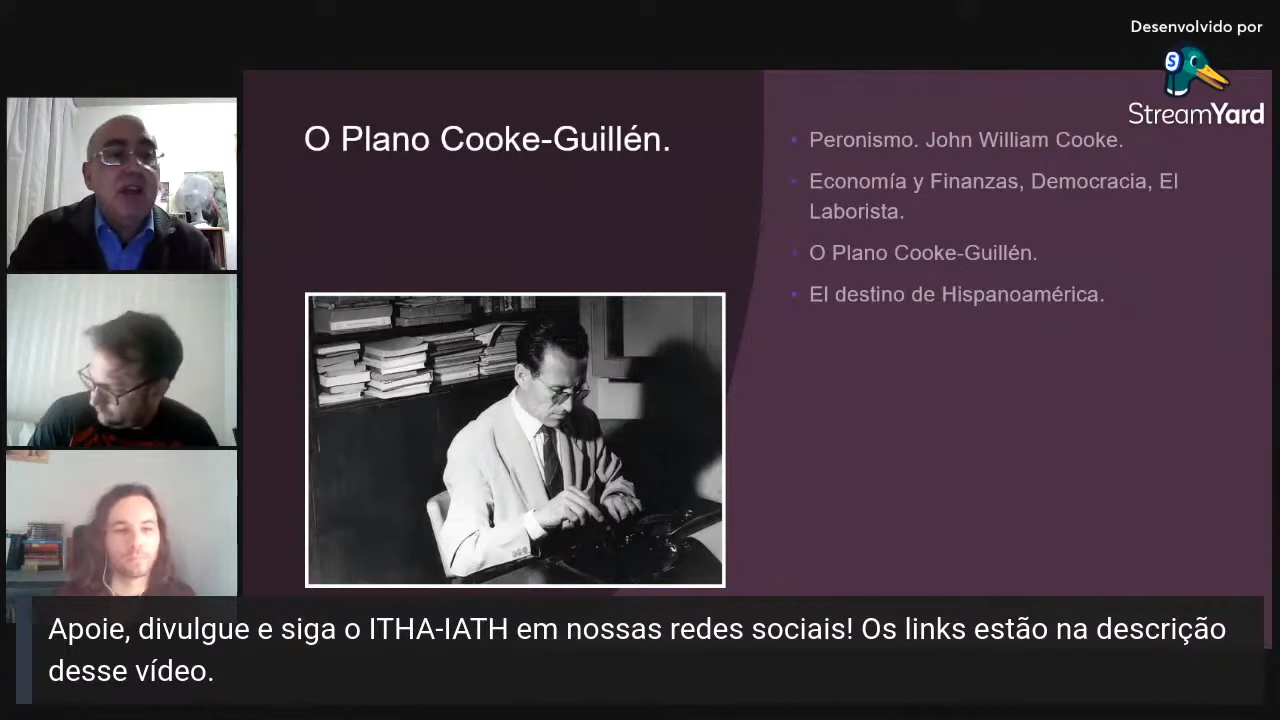 Desenvolvido por
S
StreamYard
O Plano Cooke-Guillén.
Peronismo. John William Cooke.
Economía y Finanzas, Democracia, El
Laborista.
O Plano Cooke-Guillén.
El destino de Hispanoamérica.
Apoie, divulgue e siga o ITHA-IATH em nossas redes sociais! Os links estão na descrição
desse vídeo.